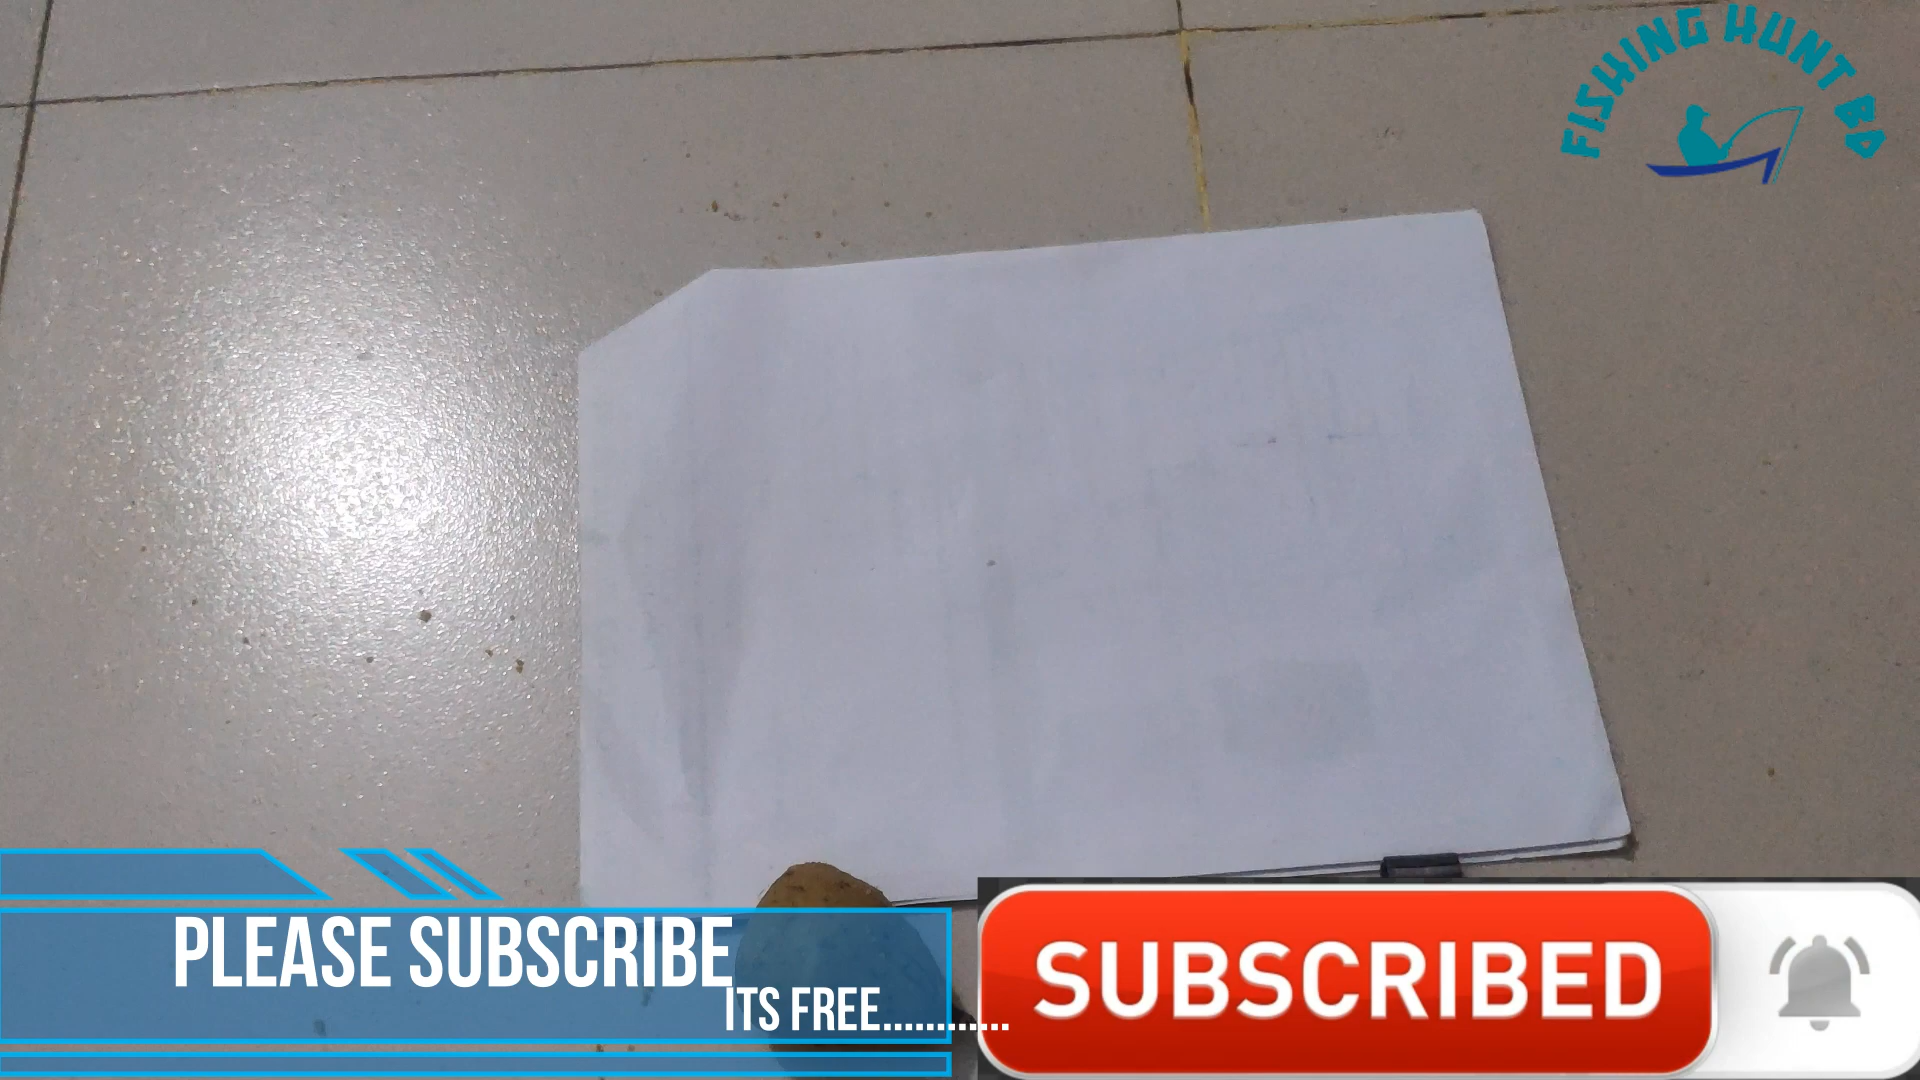 FISHING HUNT BD
PLEASE SUBSCRIBE
ITS FREE............
SUBSCRIBED